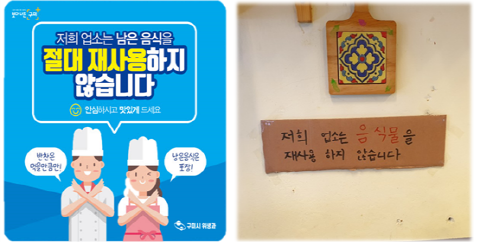 저희 업소는 남은 음식을
절대 재사용하지
않습니다
안심하시고 맛있게 드세요
반찬은
먹을만큼만!
남은음식은
포장!
구미시 위생과
저희 업소는 음식물을
재사용 하지 않습니다